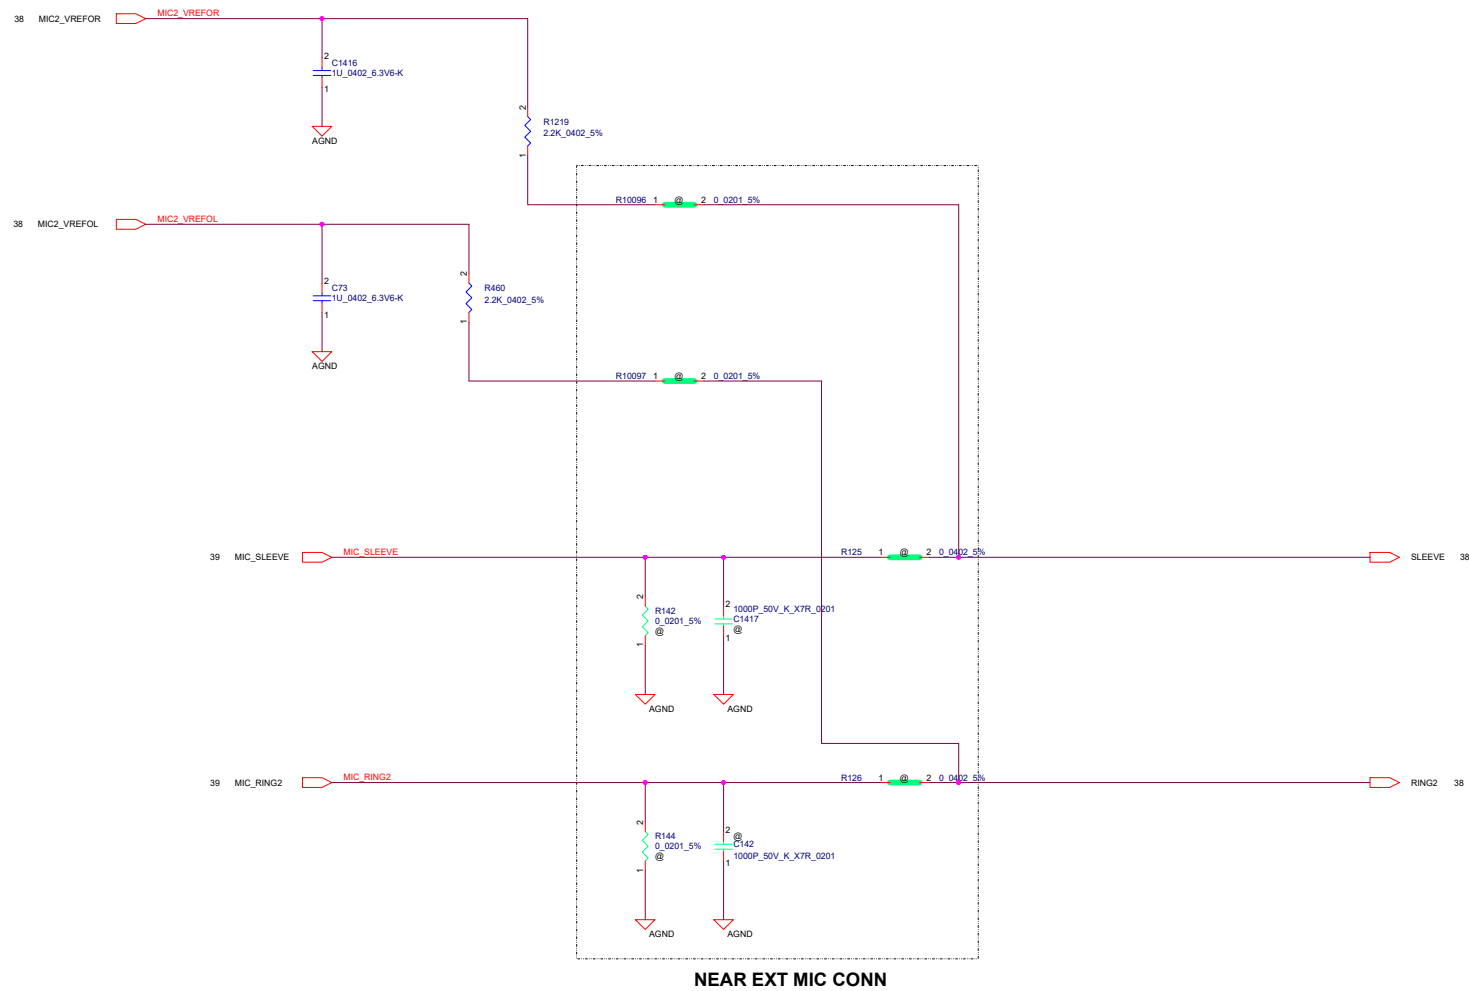 38 MIC2_VREFOR MIC2_VREFOR
2
C1416
1U_0402_6.3V6-K
1
AGND
2
R1219
2.2K_0402_5%
1
R10096 1 @ 2 0_0201_5%
38 MIC2_VREFOL MIC2_VREFOL
2
C73
1U_0402_6.3V6-K
1
AGND
2
R460
2.2K_0402_5%
1
R10097 1 @ 2 0_0201_5%
39 MIC_SLEEVE MIC_SLEEVE
R125 1 @ 2 0_0402_5%
SLEEVE 38
2
R142
0_0201_5%
@
1
AGND
2 1000P_50V_K_X7R_0201
C1417
@
1
AGND
39 MIC_RING2 MIC_RING2
R126 1 @ 2 0_0402_5%
RING2 38
2
R144
0_0201_5%
@
1
AGND
2 @
C142
1000P_50V_K_X7R_0201
1
AGND
NEAR EXT MIC CONN